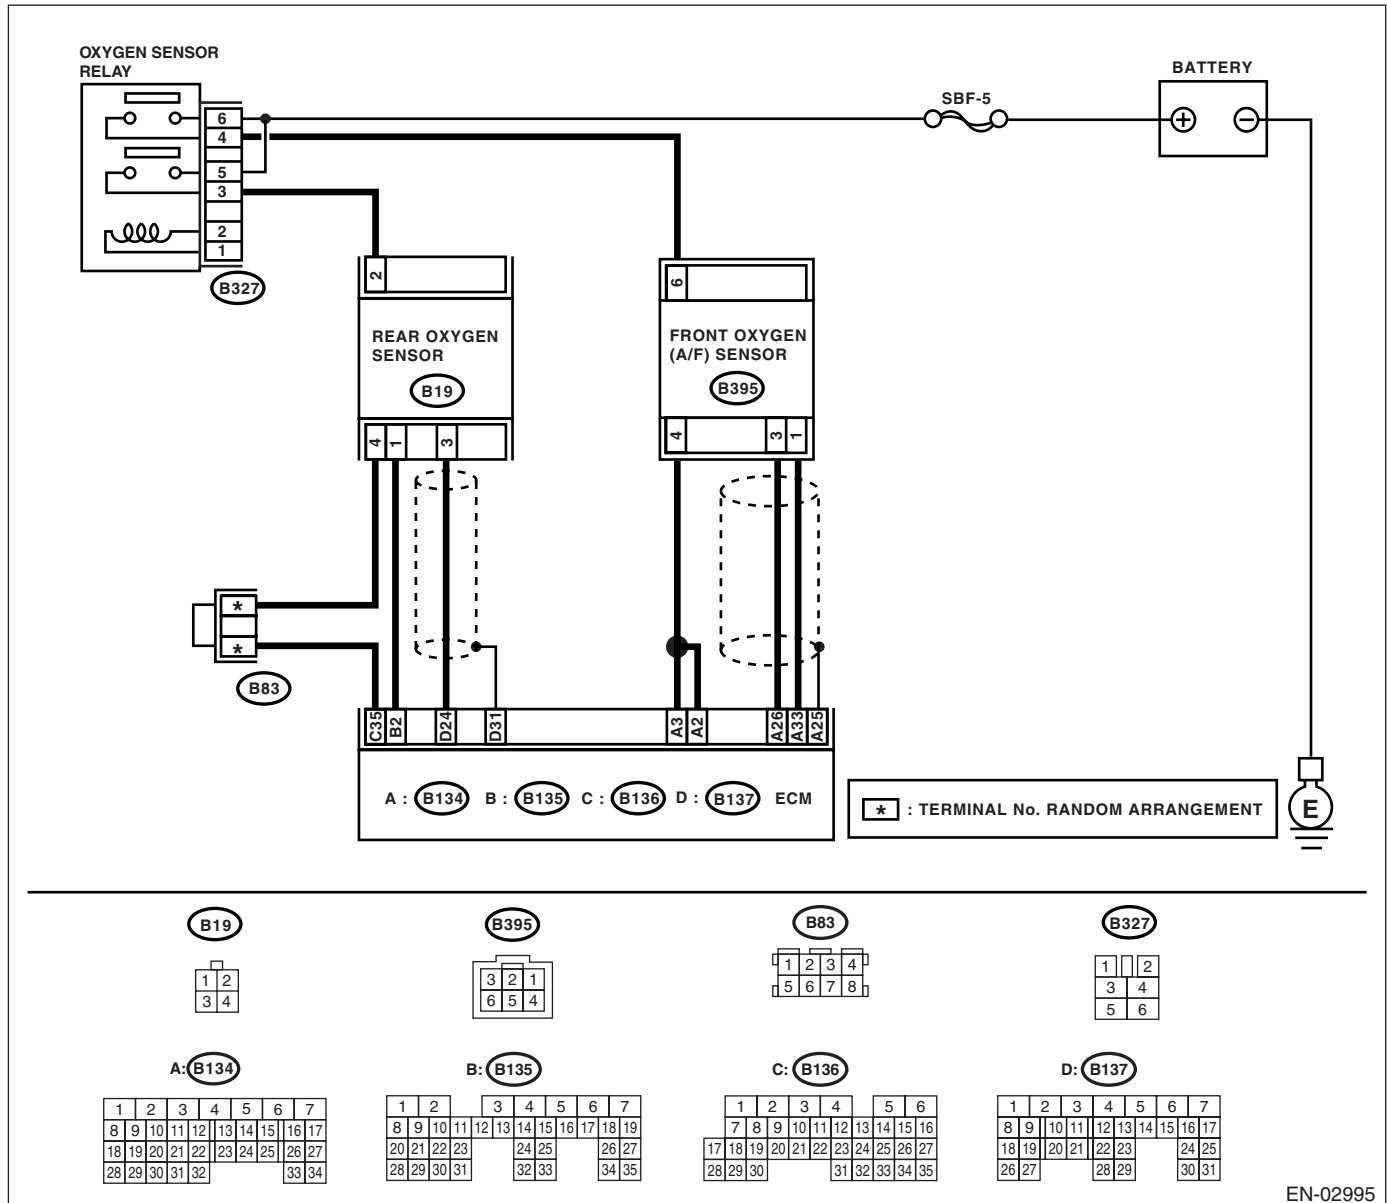 OXYGEN SENSOR
RELAY
BATTERY
SBF-5
6
4
5
3
2
1
B327
2
6
REAR OXYGEN
SENSOR
B19
FRONT OXYGEN
(A/F) SENSOR
B395
4 1 3
4 3 1
*
*
B83
C35 B2 D24 D31 A3 A2 A26 A33 A25
A : B134 B : B135 C : B136 D : B137 ECM
* : TERMINAL No. RANDOM ARRANGEMENT
E
B19
1 2
3 4
B395
3 2 1
6 5 4
B83
1 2 3 4
5 6 7 8
B327
1 2
3 4
5 6
A: B134
1 2 3 4 5 6 7
8 9 10 11 12 13 14 15 16 17
18 19 20 21 22 23 24 25 26 27
28 29 30 31 32 33 34
B: B135
1 2 3 4 5 6 7
8 9 10 11 12 13 14 15 16 17 18 19
20 21 22 23 24 25 26 27
28 29 30 31 32 33 34 35
C: B136
1 2 3 4 5 6
7 8 9 10 11 12 13 14 15 16
17 18 19 20 21 22 23 24 25 26 27
28 29 30 31 32 33 34 35
D: B137
1 2 3 4 5 6 7
8 9 10 11 12 13 14 15 16 17
18 19 20 21 22 23 24 25
26 27 28 29 30 31
EN-02995